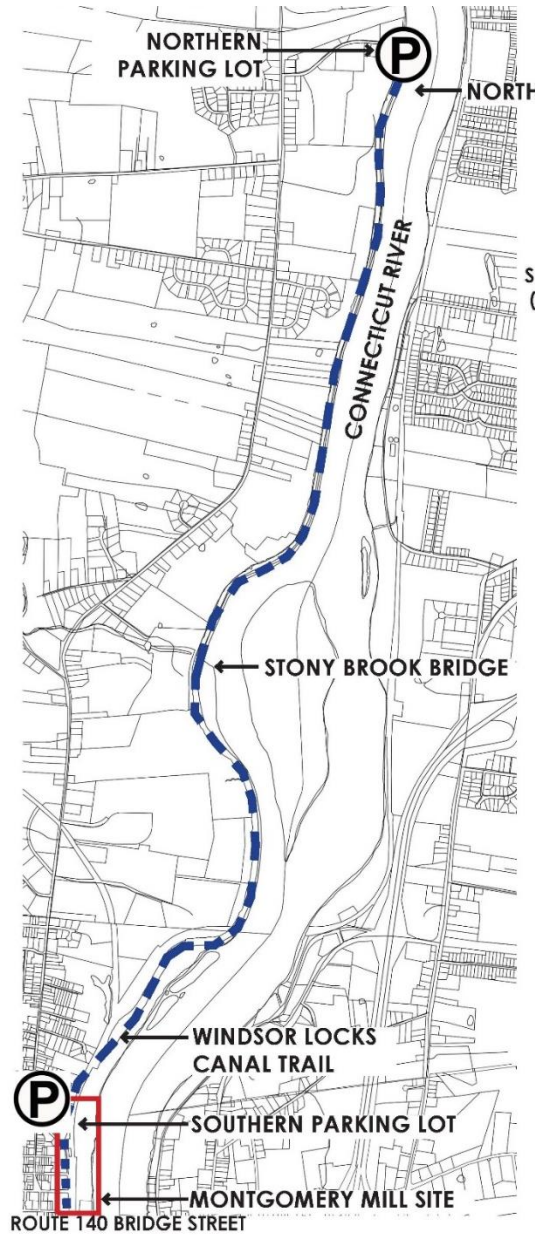 NORTHERN
PARKING LOT
P
NORTH
S
(
CONNECTICUT RIVER
STONY BROOK BRIDGE
WINDSOR LOCKS
CANAL TRAIL
P
SOUTHERN PARKING LOT
MONTGOMERY MILL SITE
ROUTE 140 BRIDGE STREET